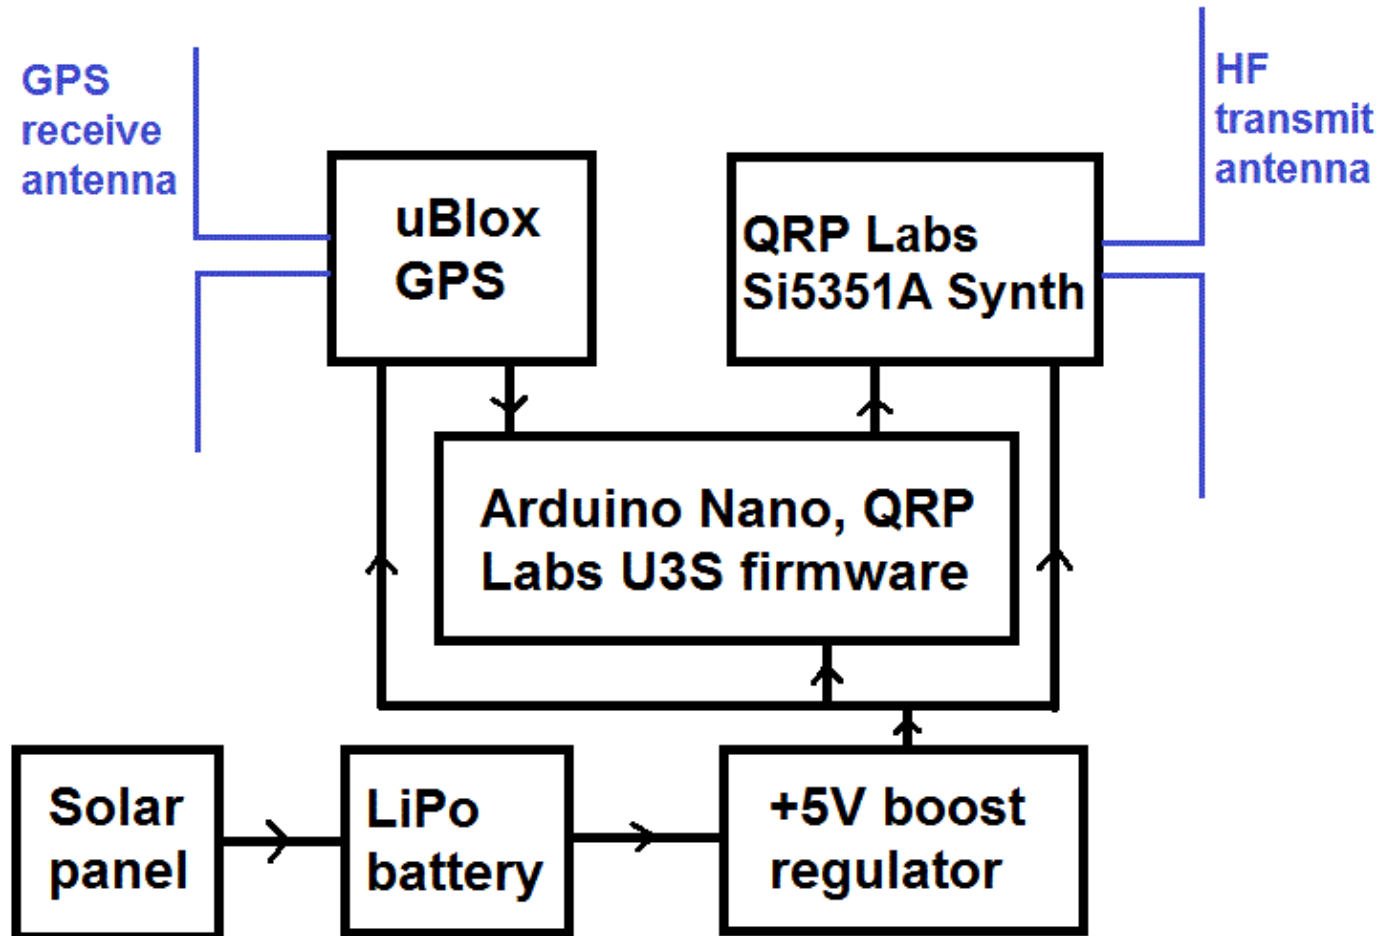 GPS
receive
antenna
HF
transmit
antenna
uBlox
GPS
QRP Labs
Si5351A Synth
Arduino Nano, QRP
Labs U3S firmware
Solar
panel
LiPo
battery
+5V boost
regulator